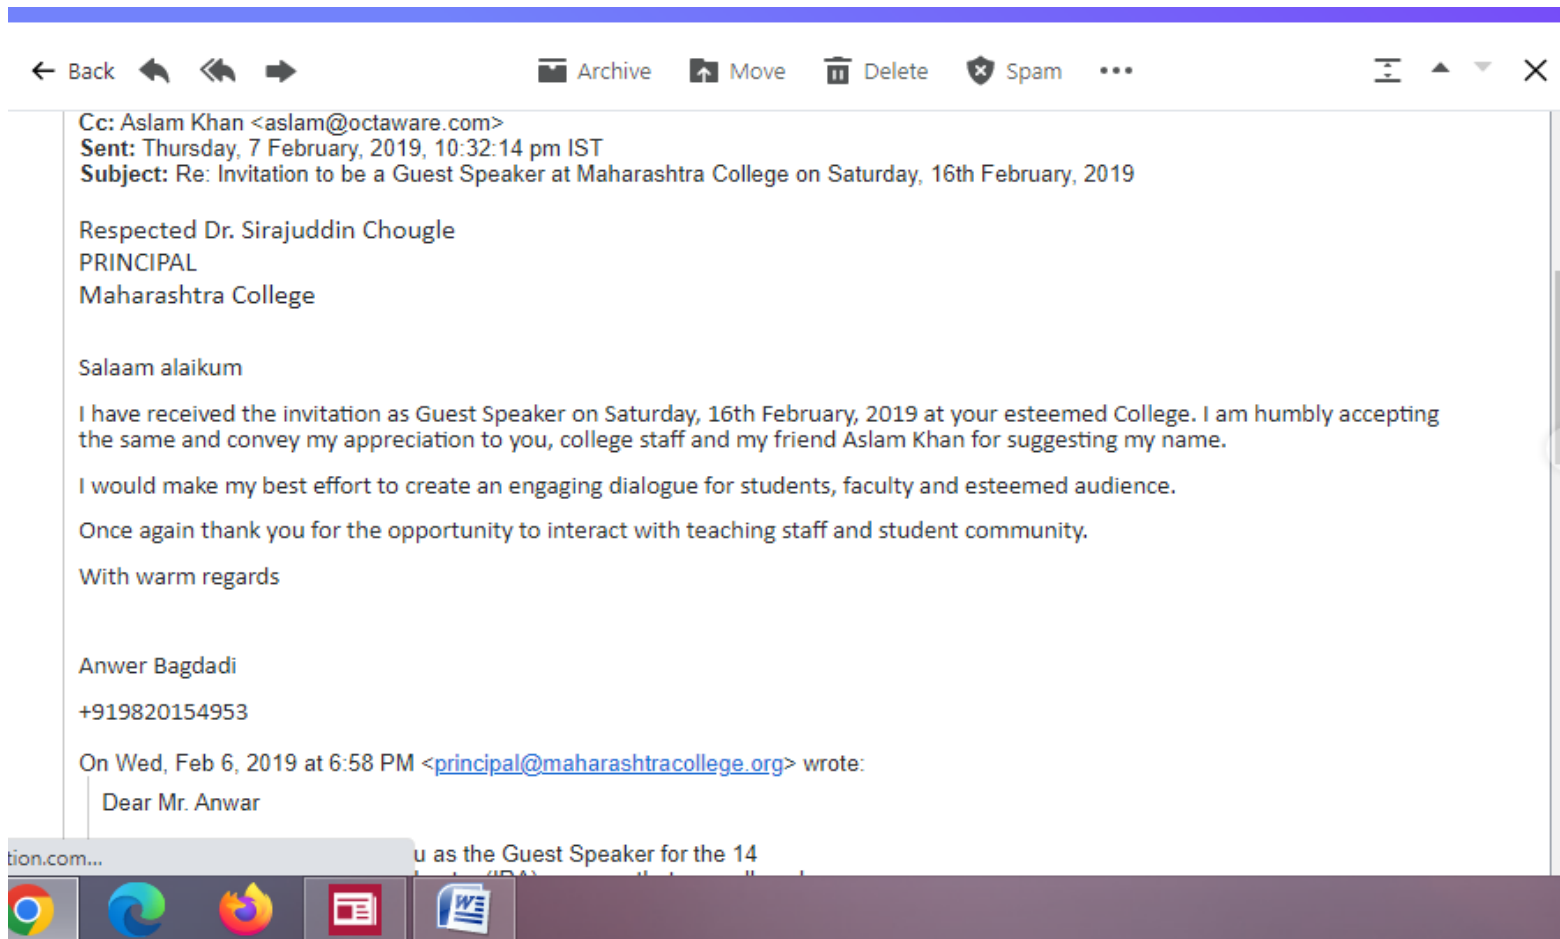 Back
Archive
Move
Delete
Spam
Cc: Aslam Khan <aslam@octaware.com>
Sent: Thursday, 7 February, 2019, 10:32:14 pm IST
Subject: Re: Invitation to be a Guest Speaker at Maharashtra College on Saturday, 16th February, 2019
Respected Dr. Sirajuddin Chougle
PRINCIPAL
Maharashtra College
Salaam alaikum
I have received the invitation as Guest Speaker on Saturday, 16th February, 2019 at your esteemed College. I am humbly accepting
the same and convey my appreciation to you, college staff and my friend Aslam Khan for suggesting my name.
I would make my best effort to create an engaging dialogue for students, faculty and esteemed audience.
Once again thank you for the opportunity to interact with teaching staff and student community.
With warm regards
Anwer Bagdadi
+919820154953
On Wed, Feb 6, 2019 at 6:58 PM <principal@maharashtracollege.org> wrote:
Dear Mr. Anwar
u as the Guest Speaker for the 14
tion.com...